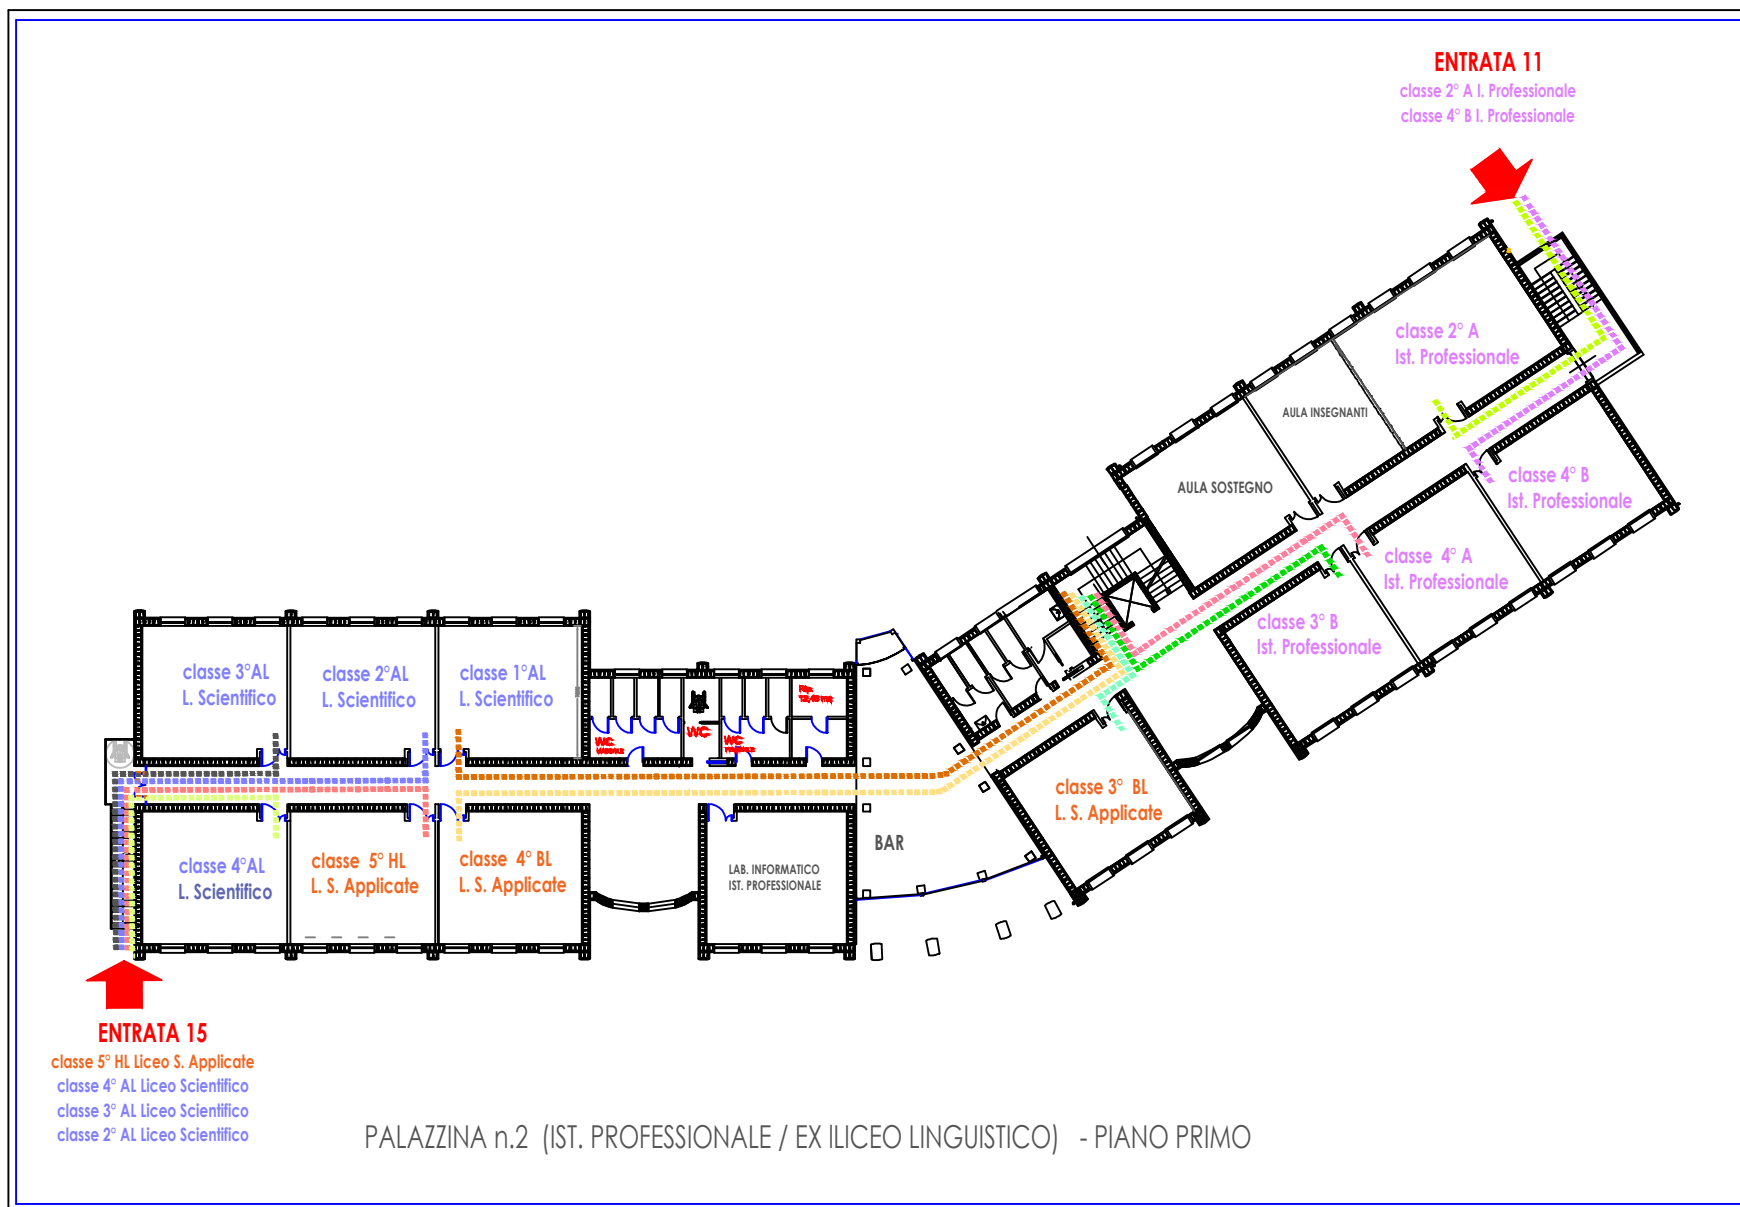 ENTRATA 11
classe 2° A I. Professionale
classe 4° B I. Professionale
classe 2° A
Ist. Professionale
AULA INSEGNANTI
AULA SOSTEGNO
classe 4° B
Ist. Professionale
classe 4° A
Ist. Professionale
classe 3° B
Ist. Professionale
classe 3°AL
L. Scientifico
classe 2°AL
L. Scientifico
classe 1°AL
L. Scientifico
WC
WC
WC
classe 3° BL
L. S. Applicate
BAR
classe 4°AL
L. Scientifico
classe 5° HL
L. S. Applicate
classe 4° BL
L. S. Applicate
LAB. INFORMATICO
IST. PROFESSIONALE
ENTRATA 15
classe 5° HL Liceo S. Applicate
classe 4° AL Liceo Scientifico
classe 3° AL Liceo Scientifico
classe 2° AL Liceo Scientifico
PALAZZINA n.2 (IST. PROFESSIONALE / EX ILICEO LINGUISTICO) - PIANO PRIMO